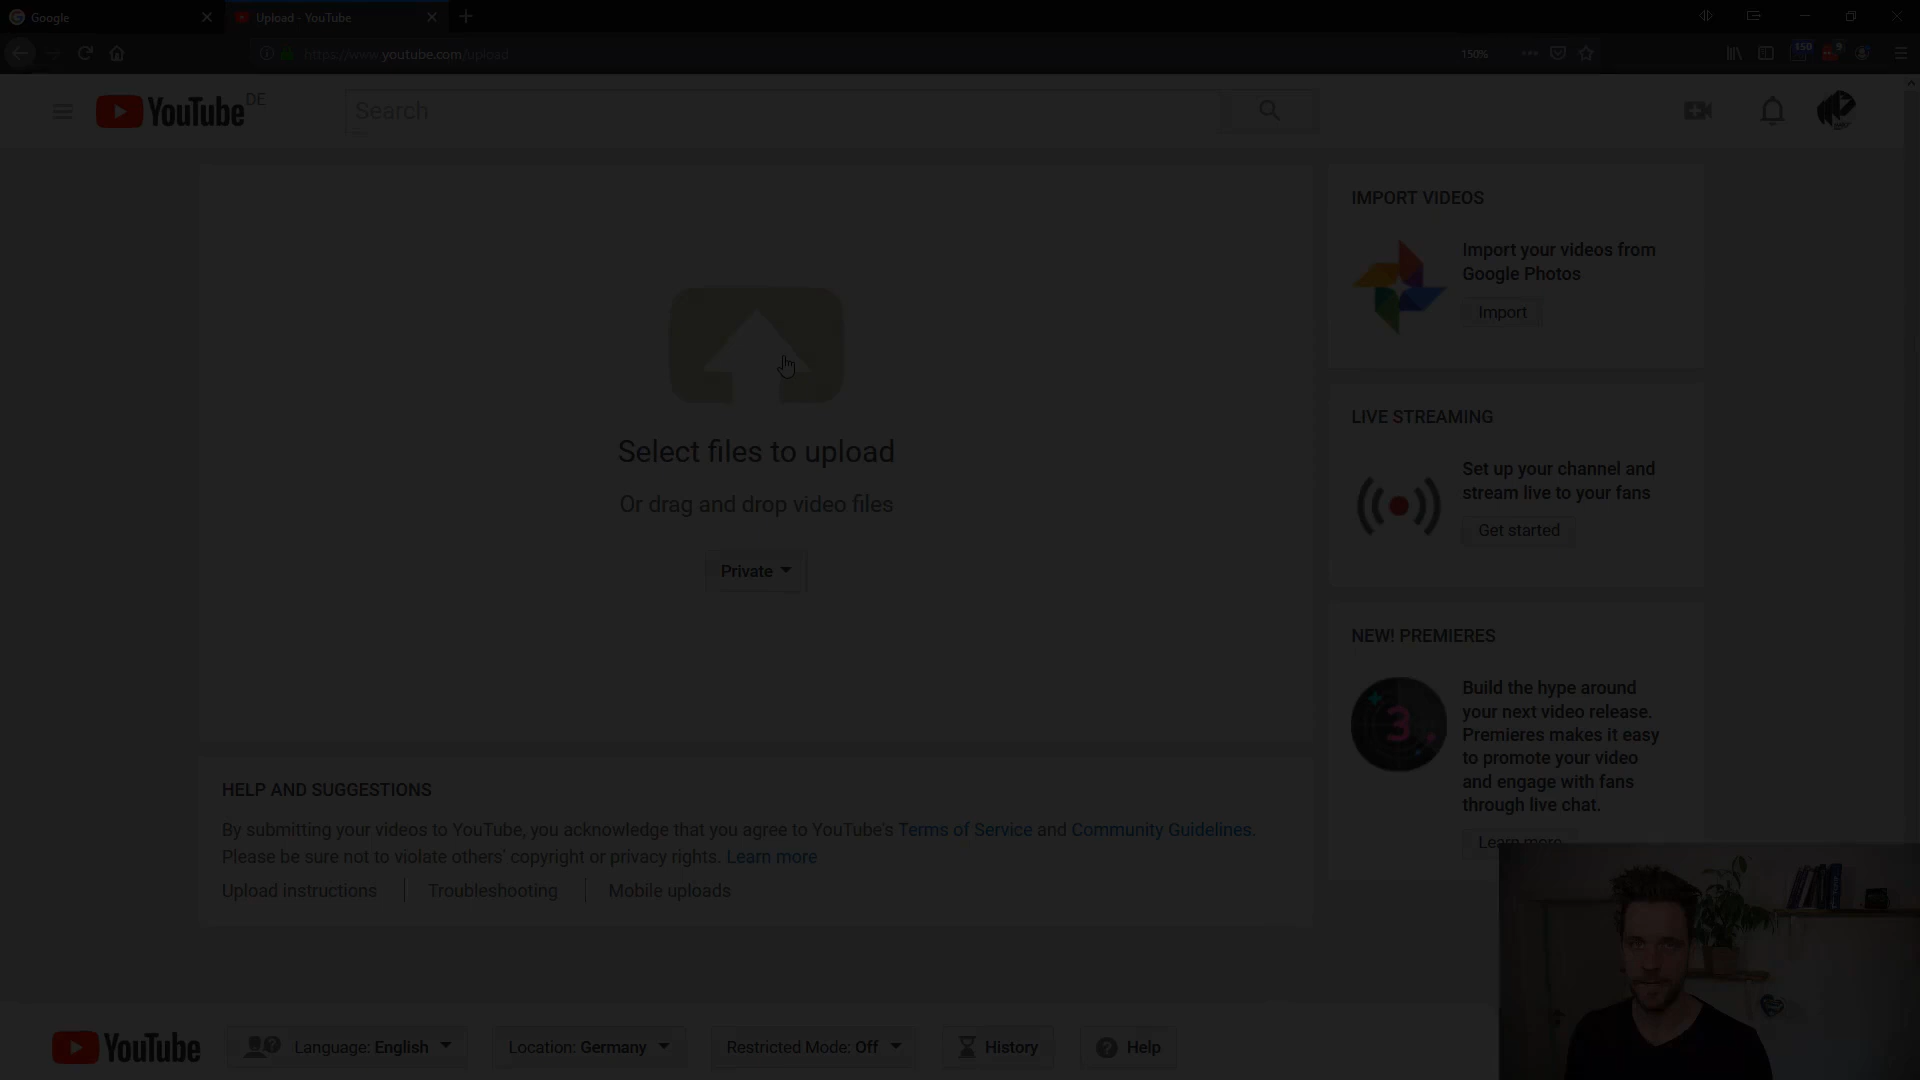 Google
Upload - YouTube
https://www.youtube.com/upload
150%
150
9
YouTube DE
Search
Select files to upload
Or drag and drop video files
Private
IMPORT VIDEOS
Import your videos from
Google Photos
Import
LIVE STREAMING
Set up your channel and
stream live to your fans
Get started
NEW! PREMIERES
3
Build the hype around
your next video release.
Premieres makes it easy
to promote your video
and engage with fans
through live chat.
Learn more
HELP AND SUGGESTIONS
By submitting your videos to YouTube, you acknowledge that you agree to YouTube's Terms of Service and Community Guidelines.
Please be sure not to violate others' copyright or privacy rights. Learn more
Upload instructions
Troubleshooting
Mobile uploads
YouTube
Language: English
Location: Germany
Restricted Mode: Off
History
Help